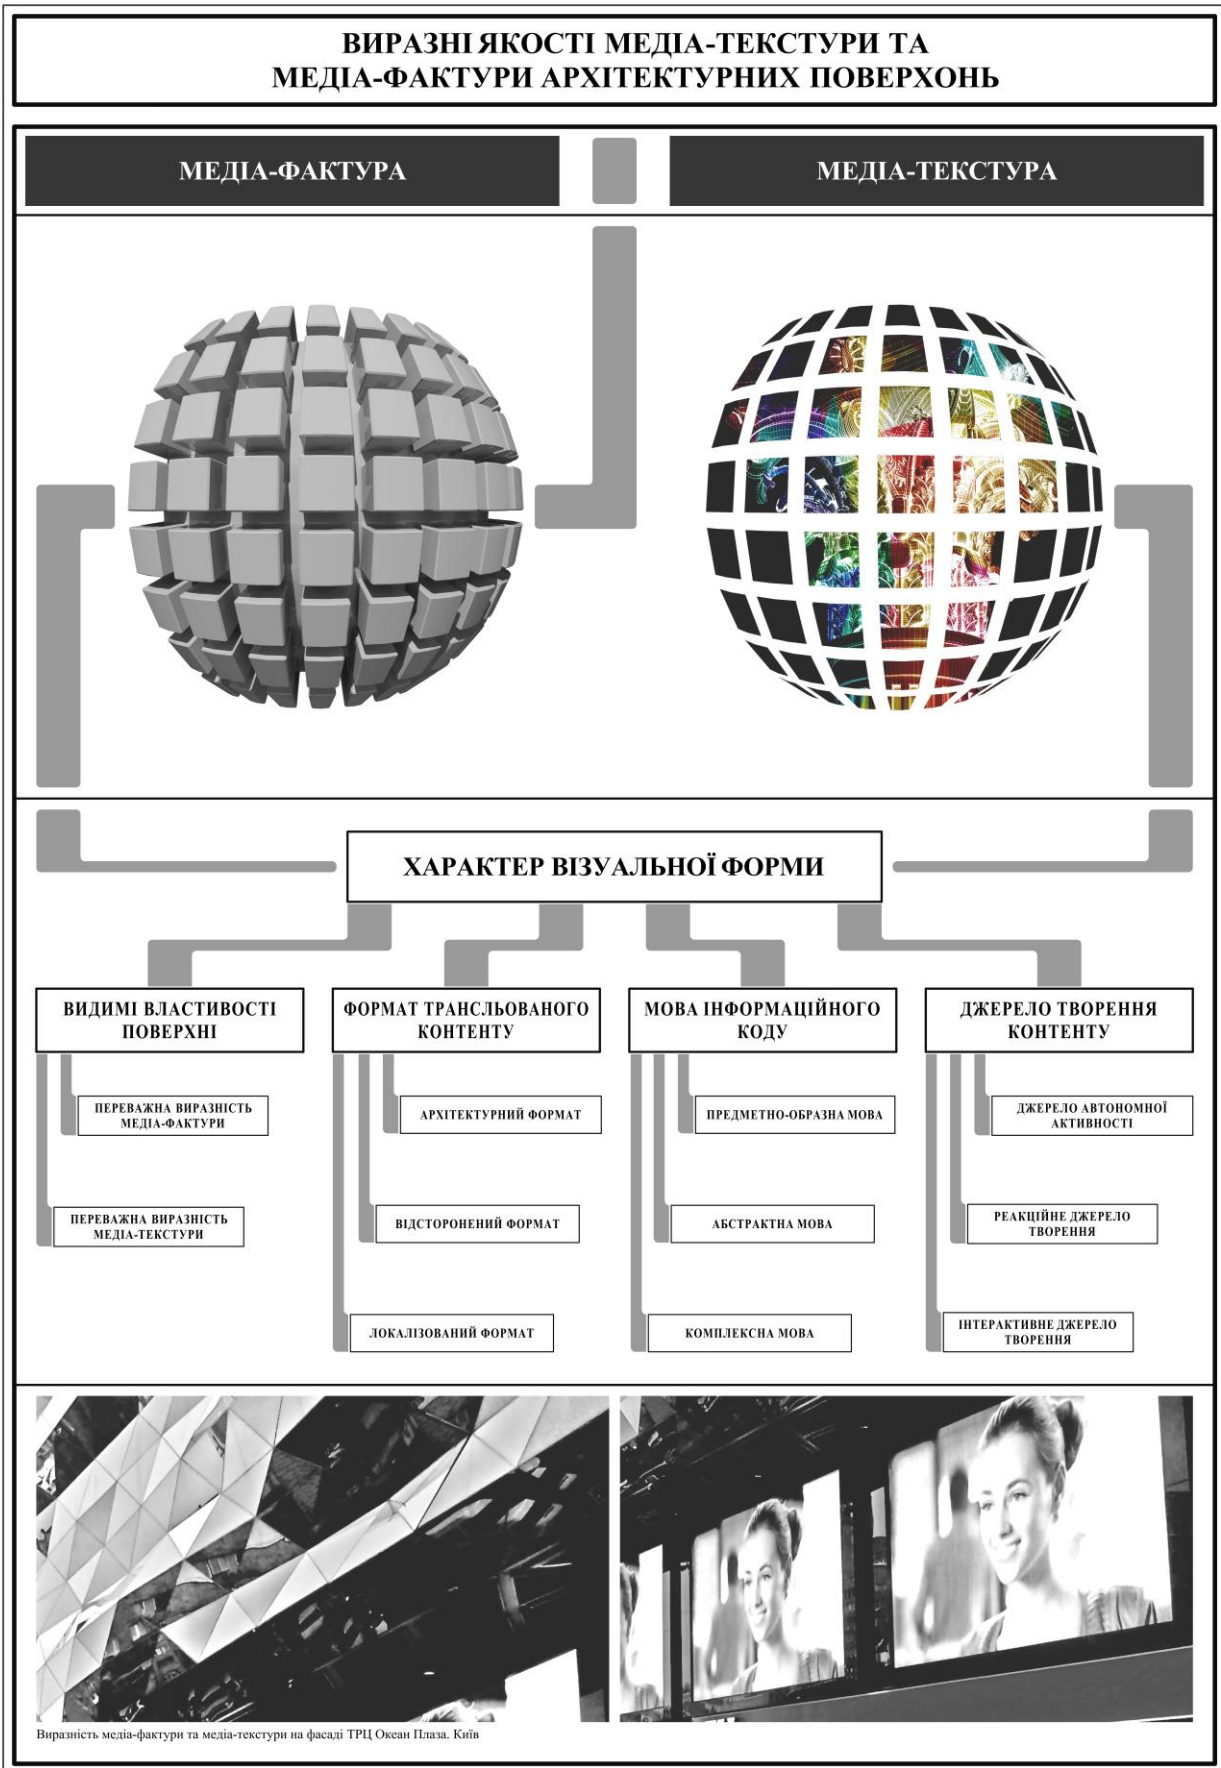 ВИРАЗНІ ЯКОСТІ МЕДІА-ТЕКСТУРИ ТА
МЕДІА-ФАКТУРИ АРХІТЕКТУРНИХ ПОВЕРХОНЬ
МЕДІА-ФАКТУРА
МЕДІА-ТЕКСТУРА
ХАРАКТЕР ВІЗУАЛЬНОЇ ФОРМИ
ВИДИМІ ВЛАСТИВОСТІ
ПОВЕРХНІ
ПЕРЕВАЖНА ВИРАЗНІСТЬ
МЕДІА-ФАКТУРИ
ПЕРЕВАЖНА ВИРАЗНІСТЬ
МЕДІА-ТЕКСТУРИ
ФОРМАТ ТРАНСЛЬОВАНОГО
КОНТЕНТУ
АРХІТЕКТУРНИЙ ФОРМАТ
ВІДСТОРОНЕНИЙ ФОРМАТ
ЛОКАЛІЗОВАНИЙ ФОРМАТ
МОВА ІНФОРМАЦІЙНОГО
КОДУ
ПРЕДМЕТНО-ОБРАЗНА МОВА
АБСТРАКТНА МОВА
КОМПЛЕКСНА МОВА
ДЖЕРЕЛО ТВОРЕННЯ
КОНТЕНТУ
ДЖЕРЕЛО АВТОНОМНОЇ
АКТИВНОСТІ
РЕАКЦІЙНЕ ДЖЕРЕЛО
ТВОРЕННЯ
ІНТЕРАКТИВНЕ ДЖЕРЕЛО
ТВОРЕННЯ
Виразність медіа-фактури та медіа-текстури на фасаді ТРЦ Океан Плаза. Київ